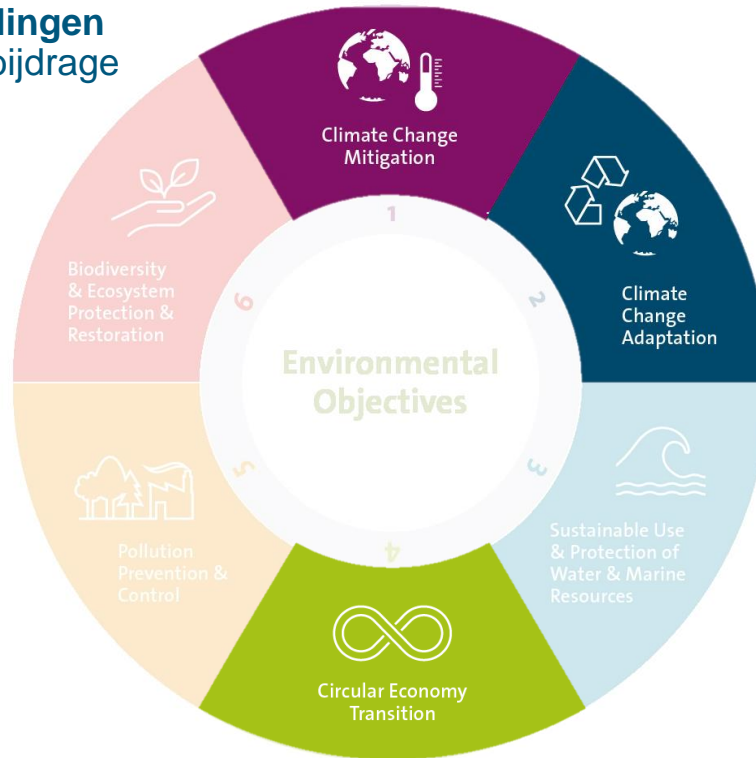 dingen
bijdrage
Climate Change
Mitigation
1
Climate
Change
Adaptation
2
Sustainable Use
& Protection of
Water & Marine
Resources
3
Circular Economy
Transition
4
Pollution
Prevention &
Control
5
Biodiversity
& Ecosystem
Protection &
Restoration
6
Environmental
Objectives